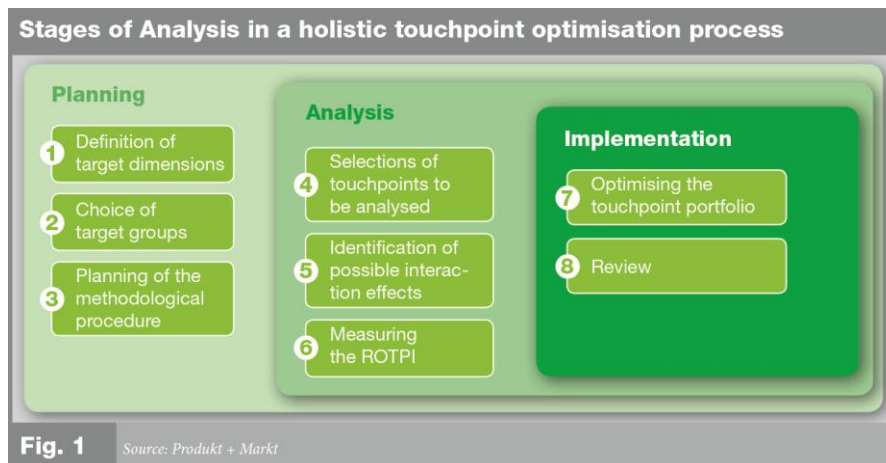 Stages of Analysis in a holistic touchpoint optimisation process
Planning
1
Definition of
target dimensions
2
Choice of
target groups
3
Planning of the
methodological
procedure
Analysis
4
Selections of
touchpoints to
be analysed
5
Identification of
possible interac-
tion effects
6
Measuring
the ROTPI
Implementation
7
Optimising the
touchpoint portfolio
8
Review
Fig. 1
Source: Produkt + Markt